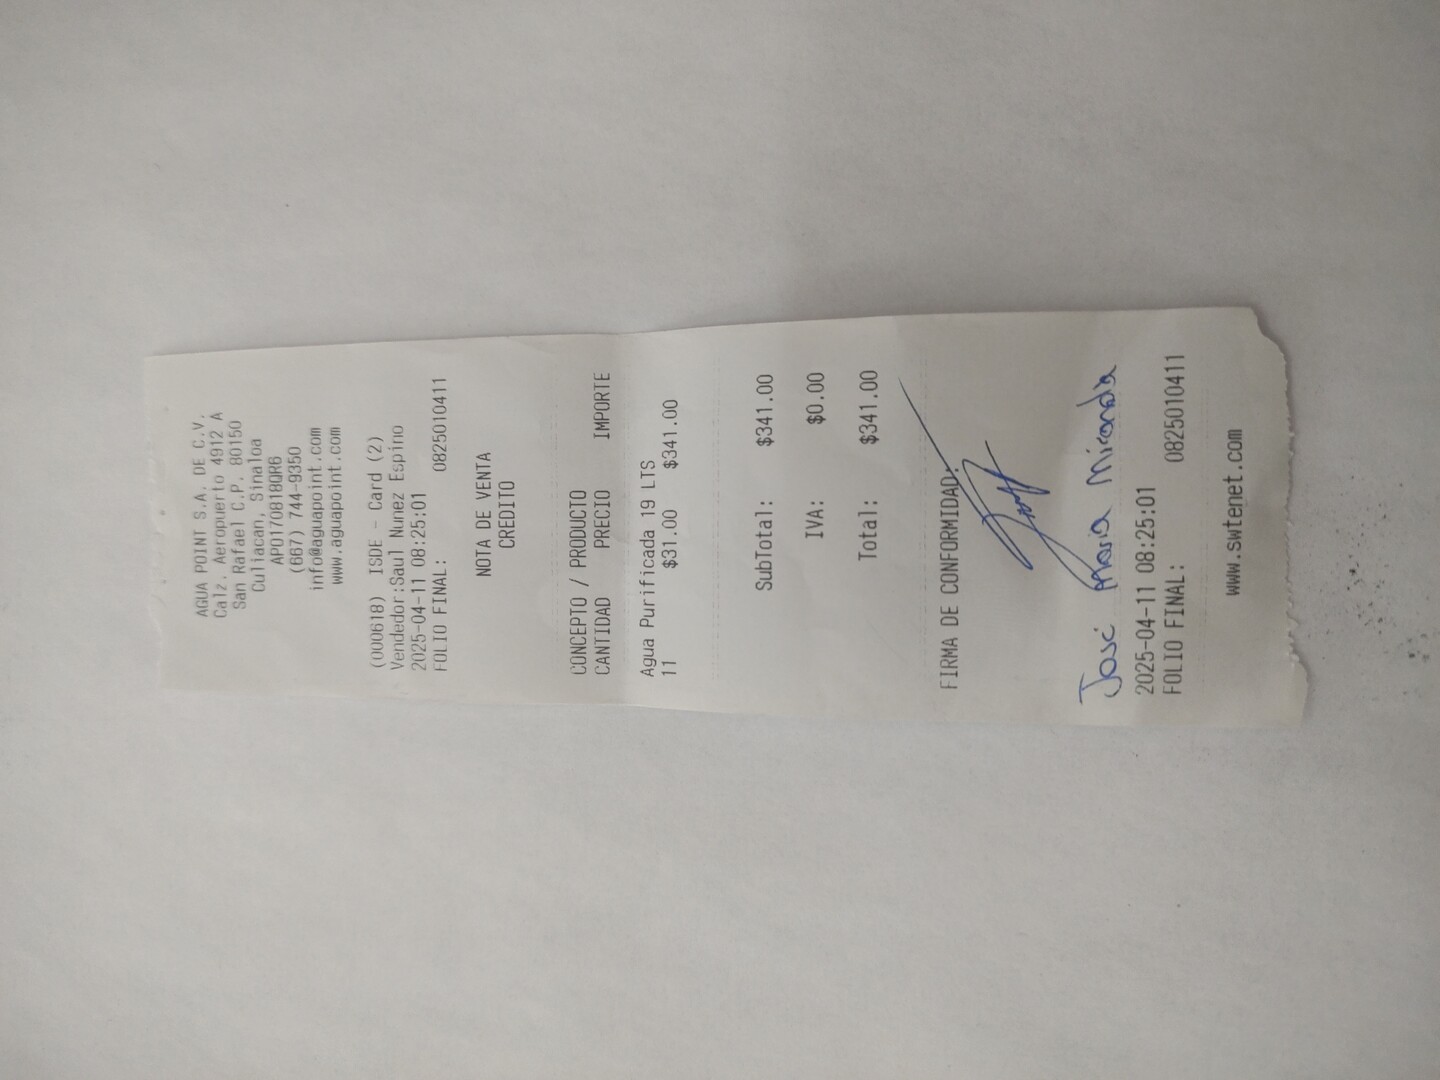 AGUA POINT S.A. DE C.V.
Calz. Aeropuerto 4912 A
San Rafael C.P. 80150
Culiacan, Sinaloa
APO170818QR6
(667) 744-9350
info@aguapoint.com
www.aguapoint.com
(000618) ISDE - Card (2)
Vendedor:Saul Nunez Espino
2025-04-11 08:25:01
FOLIO FINAL: 0825010411
NOTA DE VENTA
CREDITO
CONCEPTO / PRODUCTO
CANTIDAD PRECIO IMPORTE
Agua Purificada 19 LTS
11 $31.00 $341.00
SubTotal: $341.00
IVA: $0.00
Total: $341.00
FIRMA DE CONFORMIDAD:
José Maria Miranda
2025-04-11 08:25:01
FOLIO FINAL: 0825010411
www.swtenet.com